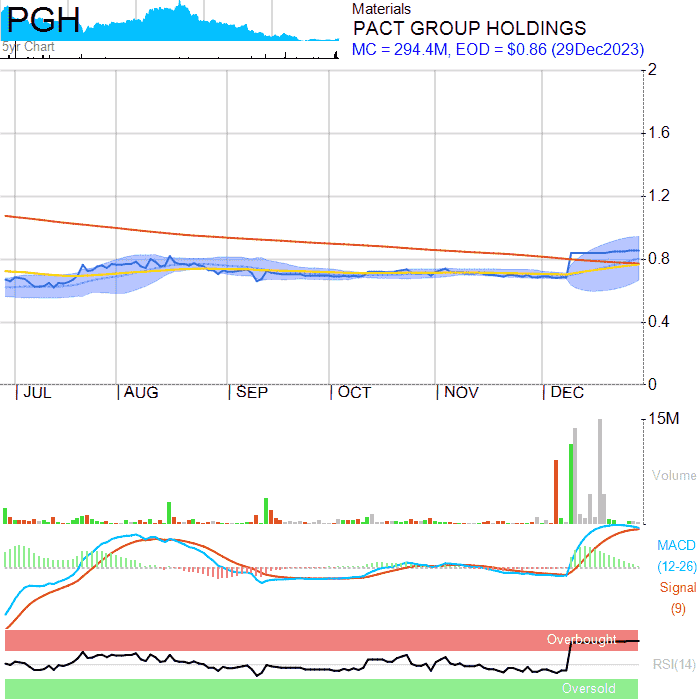 PGH
5yr Chart
Materials
PACT GROUP HOLDINGS
MC = 294.4M, EOD = $0.86 (29Dec2023)
2
1.6
1.2
0.8
0.4
0
JUL AUG SEP OCT NOV DEC
15M
Volume
MACD
(12-26)
Signal
(9)
Overbought
RSI(14)
Oversold